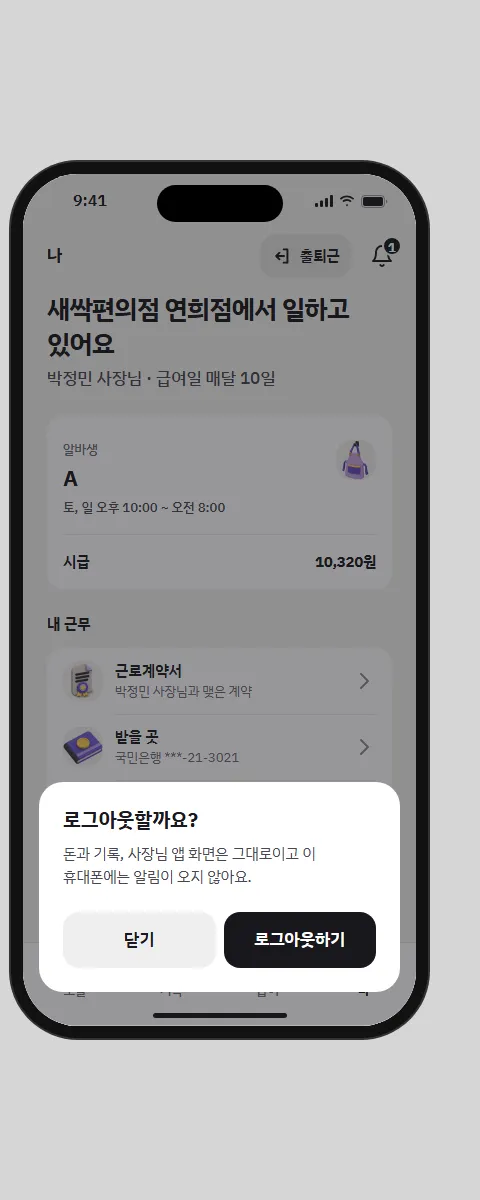 9:41
나
출퇴근
1
새싹편의점 연희점에서 일하고
있어요
박정민 사장님 · 급여일 매달 10일
알바생
A
토, 일 오후 10:00 ~ 오전 8:00
시급
10,320원
내 근무
근로계약서
박정민 사장님과 맺은 계약
받을 곳
국민은행 ***-21-3021
로그아웃할까요?
돈과 기록, 사장님 앱 화면은 그대로이고 이
휴대폰에는 알림이 오지 않아요.
닫기
로그아웃하기